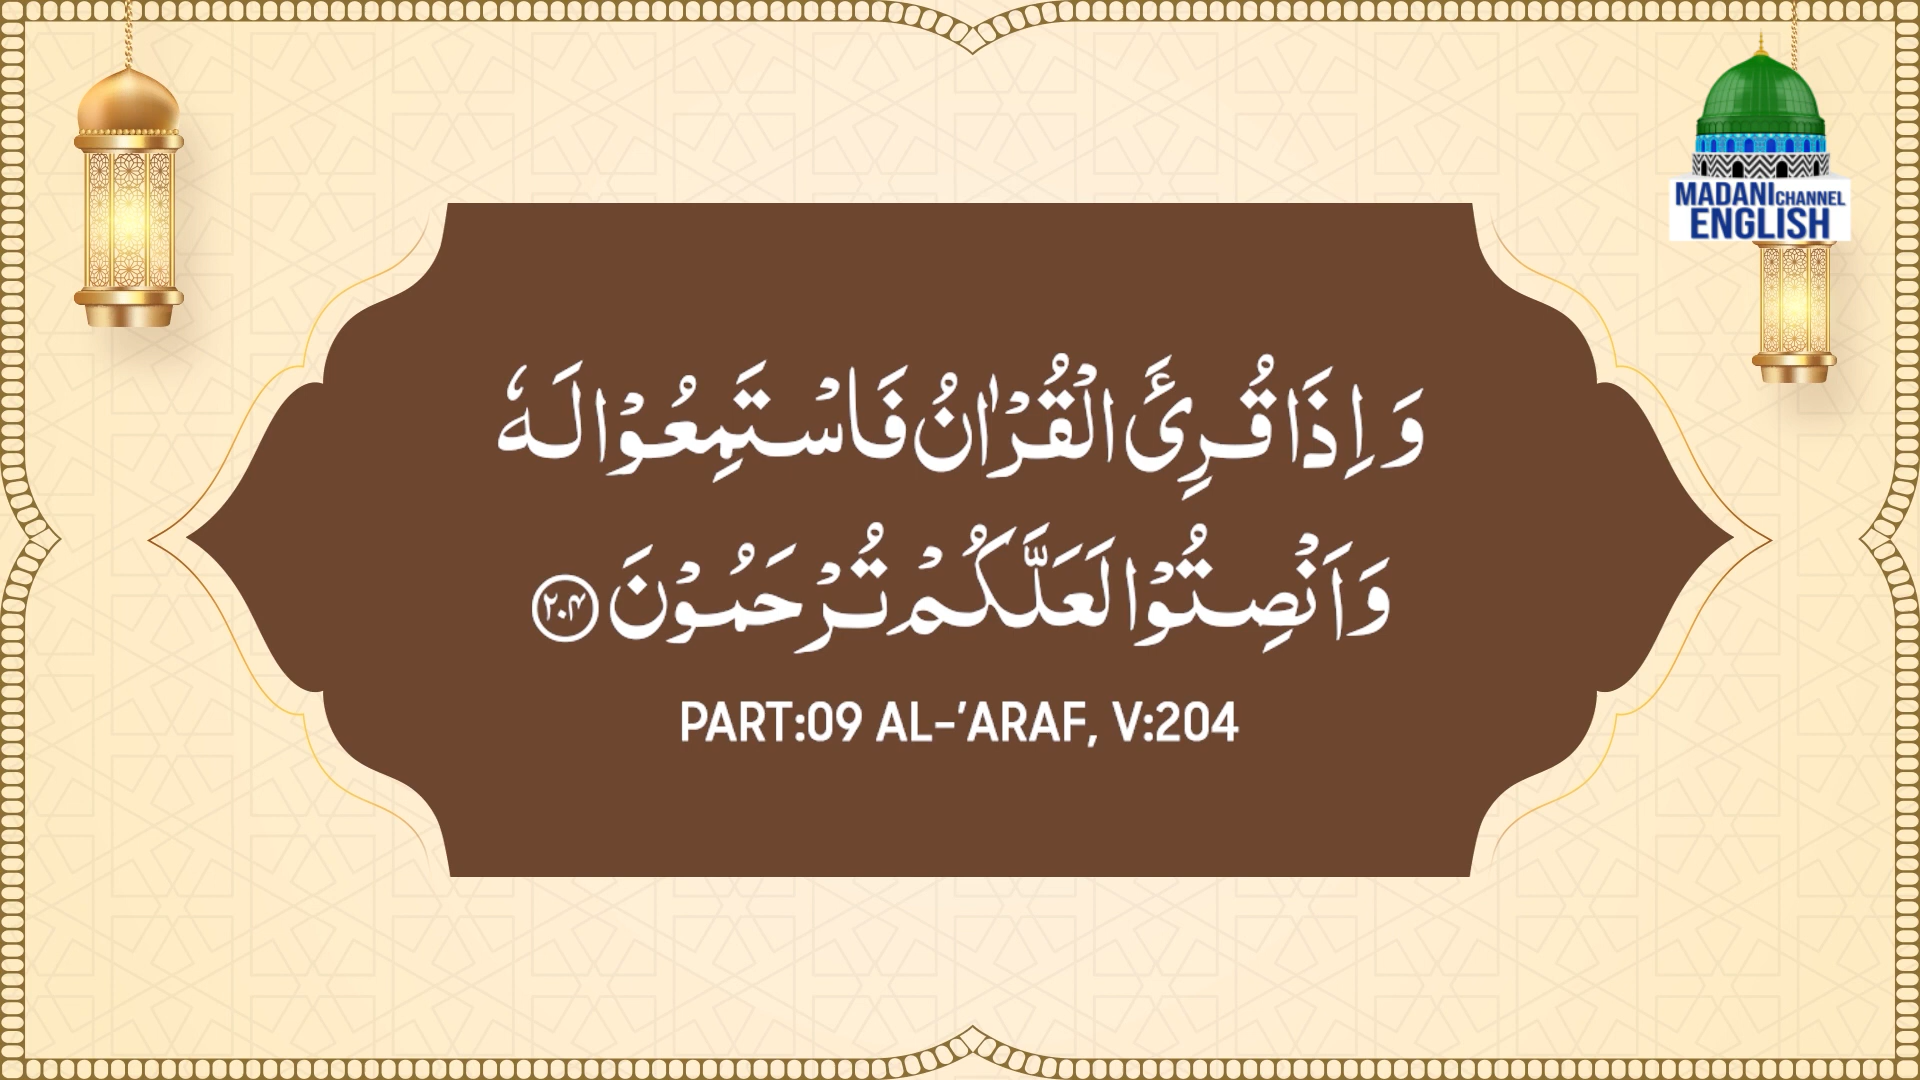 MADANI CHANNEL
ENGLISH
وَ اِذَا قُرِئَ الْقُرْاٰنُ فَاسْتَمِعُوْا لَهٗ
وَ اَنْصِتُوْا لَعَلَّكُمْ تُرْحَمُوْنَ ﴿۲۰۴﴾
PART:09 AL-'ARAF, V:204